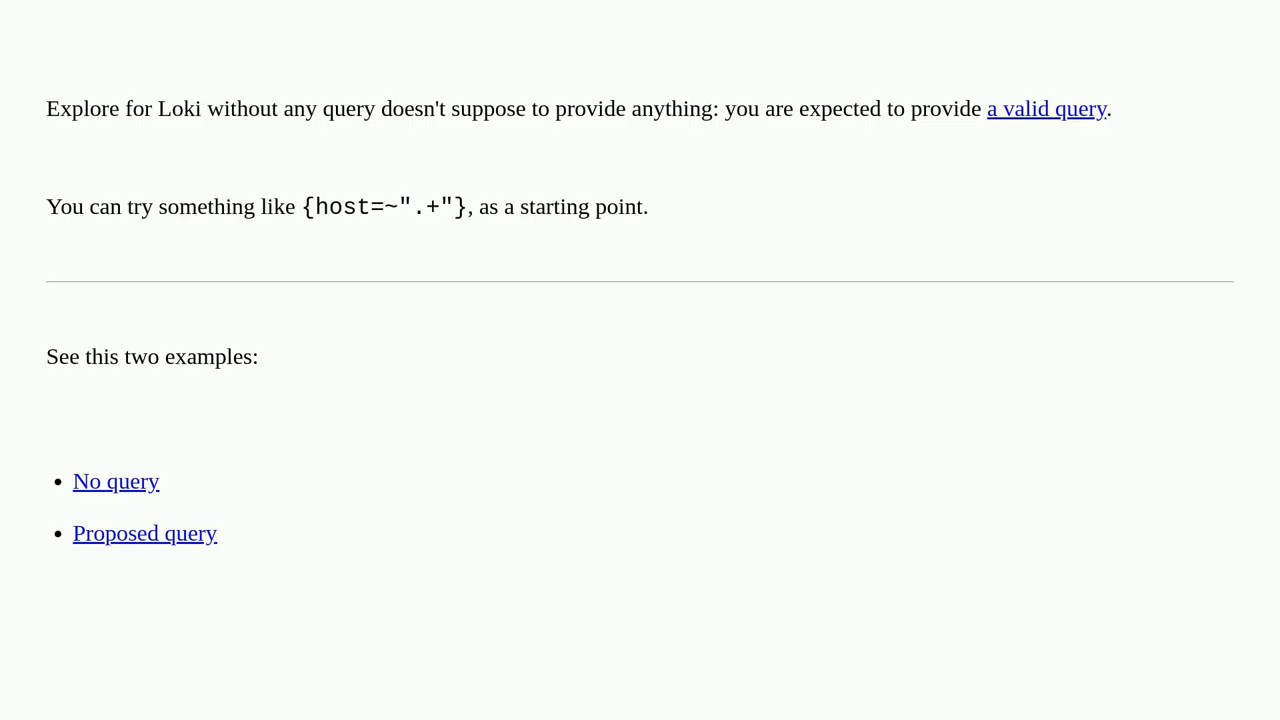 Explore for Loki without any query doesn't suppose to provide anything: you are expected to provide a valid query.
You can try something like {host=~".+"}, as a starting point.
See this two examples:
• No query
• Proposed query